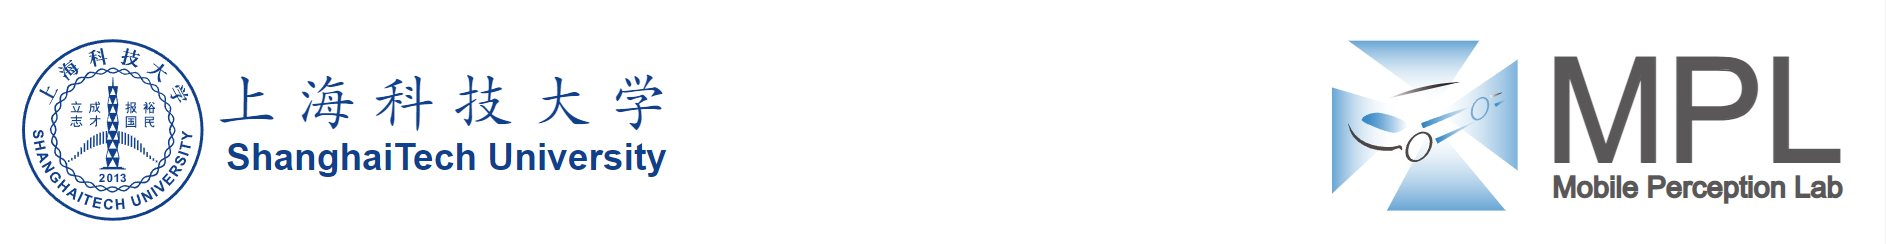 上海科技大学
立志 成才 报国 裕民
2013
SHANGHAITECH UNIVERSITY
上海科技大学
ShanghaiTech University
MPL
Mobile Perception Lab